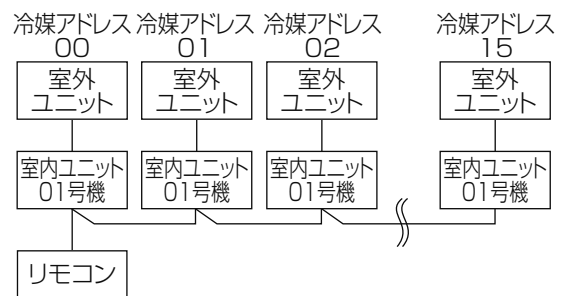 冷媒アドレス 冷媒アドレス 冷媒アドレス 冷媒アドレス
00 01 02 15
室外 室外 室外 室外
ユニット ユニット ユニット ユニット
室内ユニット 室内ユニット 室内ユニット 室内ユニット
01号機 01号機 01号機 01号機
リモコン